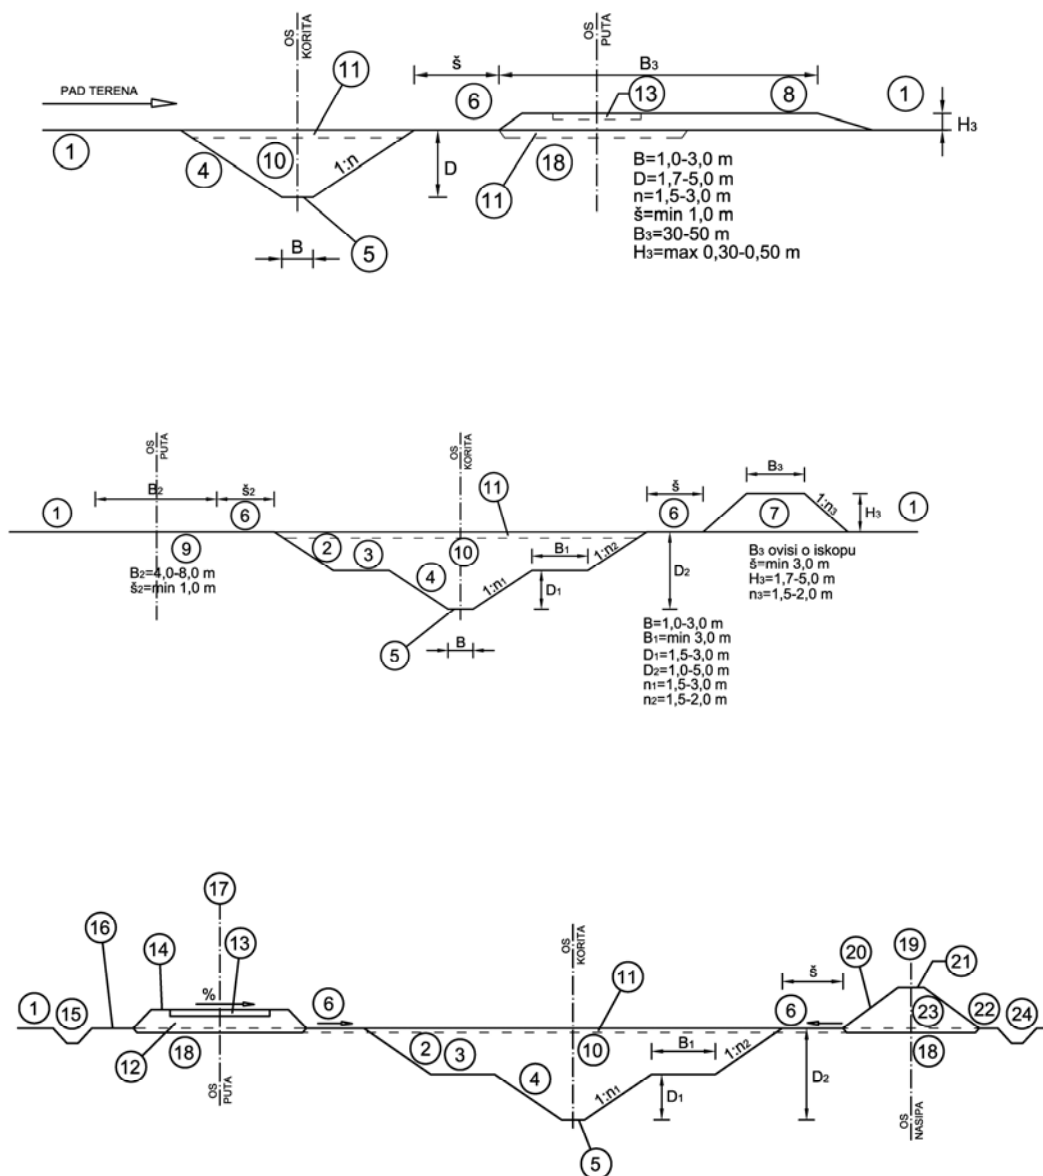 OS
KORITA
OS
PUTA
š
B3
11
PAD TERENA
6
13
8
1
H3
1
4
10
1:n
D
11
18
B=1,0-3,0 m
D=1,7-5,0 m
n=1,5-3,0 m
š=min 1,0 m
B3=30-50 m
H3=max 0,30-0,50 m
B
5
OS
PUTA
OS
KORITA
B2
š2
11
š
B3
1
6
6
7
1:n3
H3
1
9
2
3
10
B1
1:n2
B2=4,0-8,0 m
š2=min 1,0 m
4
1:n1
D1
D2
B3 ovisi o iskopu
š=min 3,0 m
H3=1,7-5,0 m
n3=1,5-2,0 m
5
B
B=1,0-3,0 m
B1=min 3,0 m
D1=1,5-3,0 m
D2=1,0-5,0 m
n1=1,5-3,0 m
n2=1,5-2,0 m
17
16
14
13
OS
KORITA
19
20
21
1
15
%
6
11
š
6
23
22
24
12
18
2
3
10
B1
1:n2
18
4
1:n1
D1
D2
OS
PUTA
5
OS
NASIPA